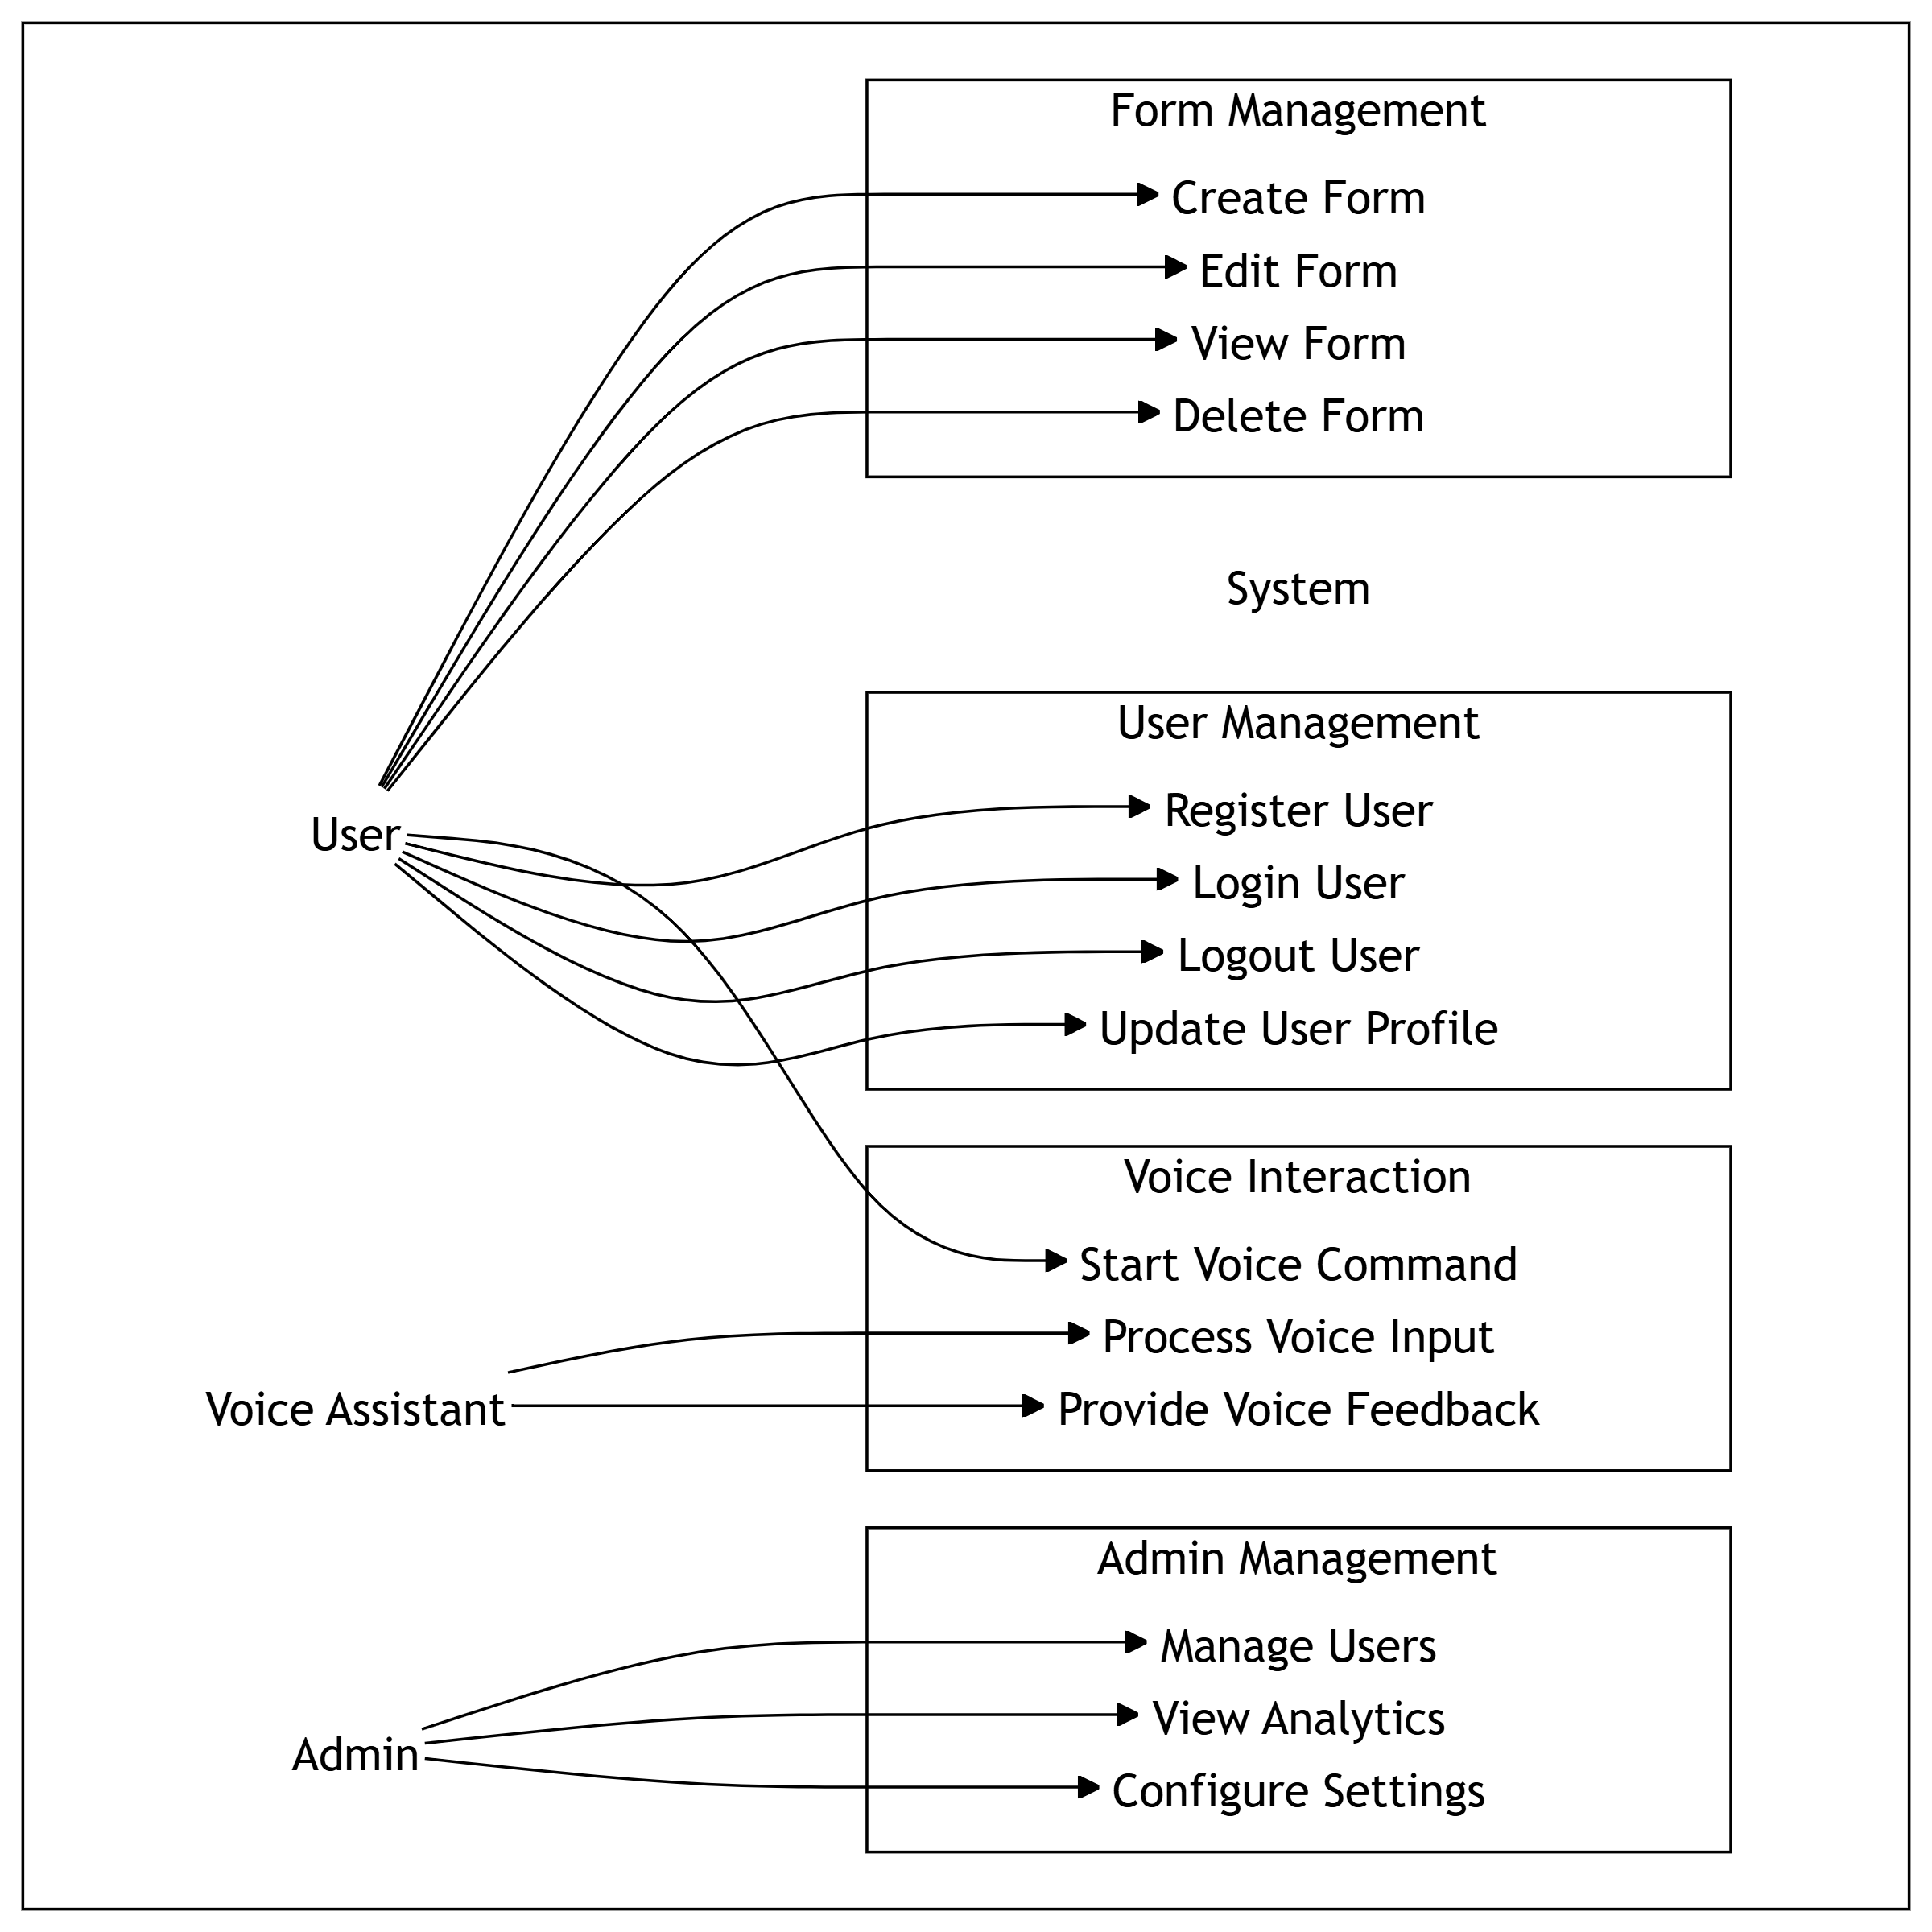 Form Management
Create Form
Edit Form
View Form
Delete Form
System
User Management
User
Register User
Login User
Logout User
Update User Profile
Voice Interaction
Start Voice Command
Process Voice Input
Voice Assistant
Provide Voice Feedback
Admin Management
Manage Users
View Analytics
Admin
Configure Settings